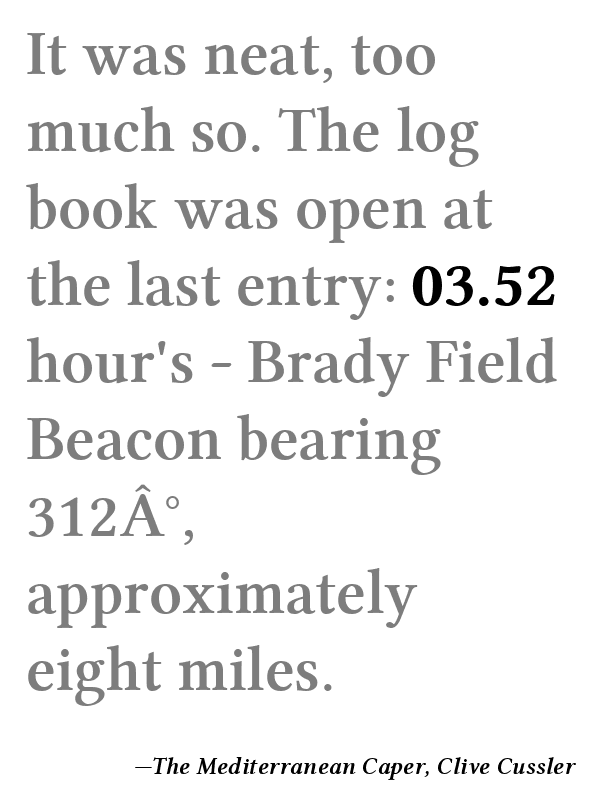 It was neat, too
much so. The log
book was open at
the last entry: 03.52
hour's - Brady Field
Beacon bearing
312Â°,
approximately
eight miles.
—The Mediterranean Caper, Clive Cussler